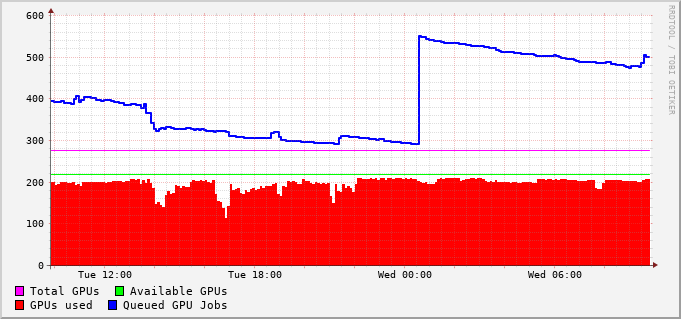 600
500
400
300
200
100
0
Tue 12:00 Tue 18:00 Wed 00:00 Wed 06:00
Total GPUs Available GPUs
GPUs used Queued GPU Jobs
RRDTOOL / TOBI OETIKER